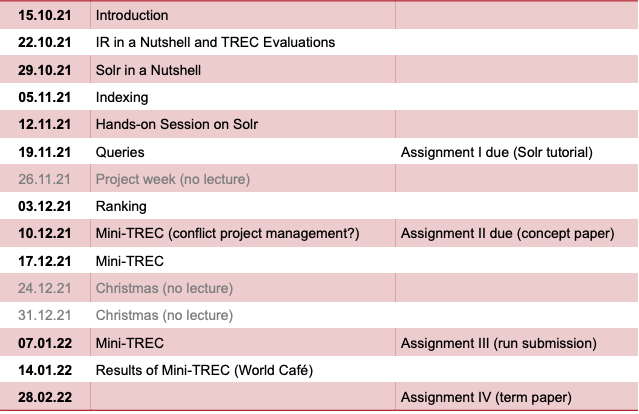 15.10.21 Introduction
22.10.21 IR in a Nutshell and TREC Evaluations
29.10.21 Solr in a Nutshell
05.11.21 Indexing
12.11.21 Hands-on Session on Solr
19.11.21 Queries Assignment I due (Solr tutorial)
26.11.21 Project week (no lecture)
03.12.21 Ranking
10.12.21 Mini-TREC (conflict project management?) Assignment II due (concept paper)
17.12.21 Mini-TREC
24.12.21 Christmas (no lecture)
31.12.21 Christmas (no lecture)
07.01.22 Mini-TREC Assignment III (run submission)
14.01.22 Results of Mini-TREC (World Café)
28.02.22 Assignment IV (term paper)